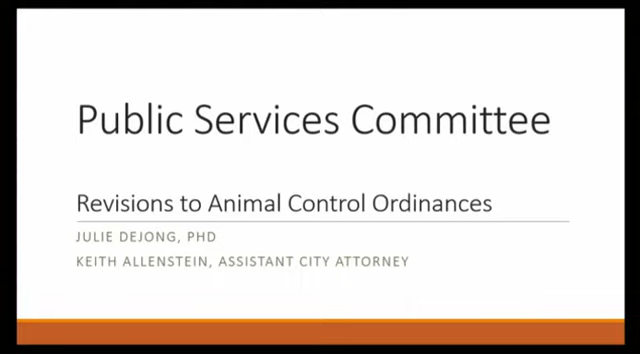 Public Services Committee
Revisions to Animal Control Ordinances
JULIE DEJONG, PHD
KEITH ALLENSTEIN, ASSISTANT CITY ATTORNEY